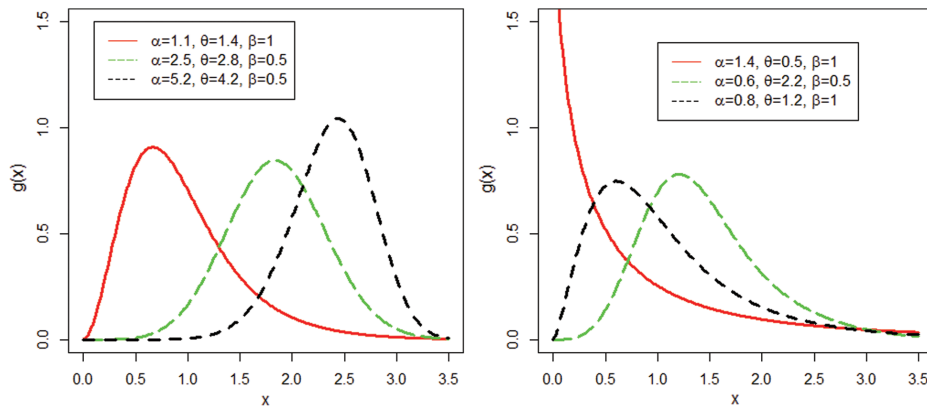 1.5
1.0
0.5
0.0
g(x)
α=1.1, θ=1.4, β=1
α=2.5, θ=2.8, β=0.5
α=5.2, θ=4.2, β=0.5
0.0 0.5 1.0 1.5 2.0 2.5 3.0 3.5
x
1.5
1.0
0.5
0.0
g(x)
α=1.4, θ=0.5, β=1
α=0.6, θ=2.2, β=0.5
α=0.8, θ=1.2, β=1
0.0 0.5 1.0 1.5 2.0 2.5 3.0 3.5
x